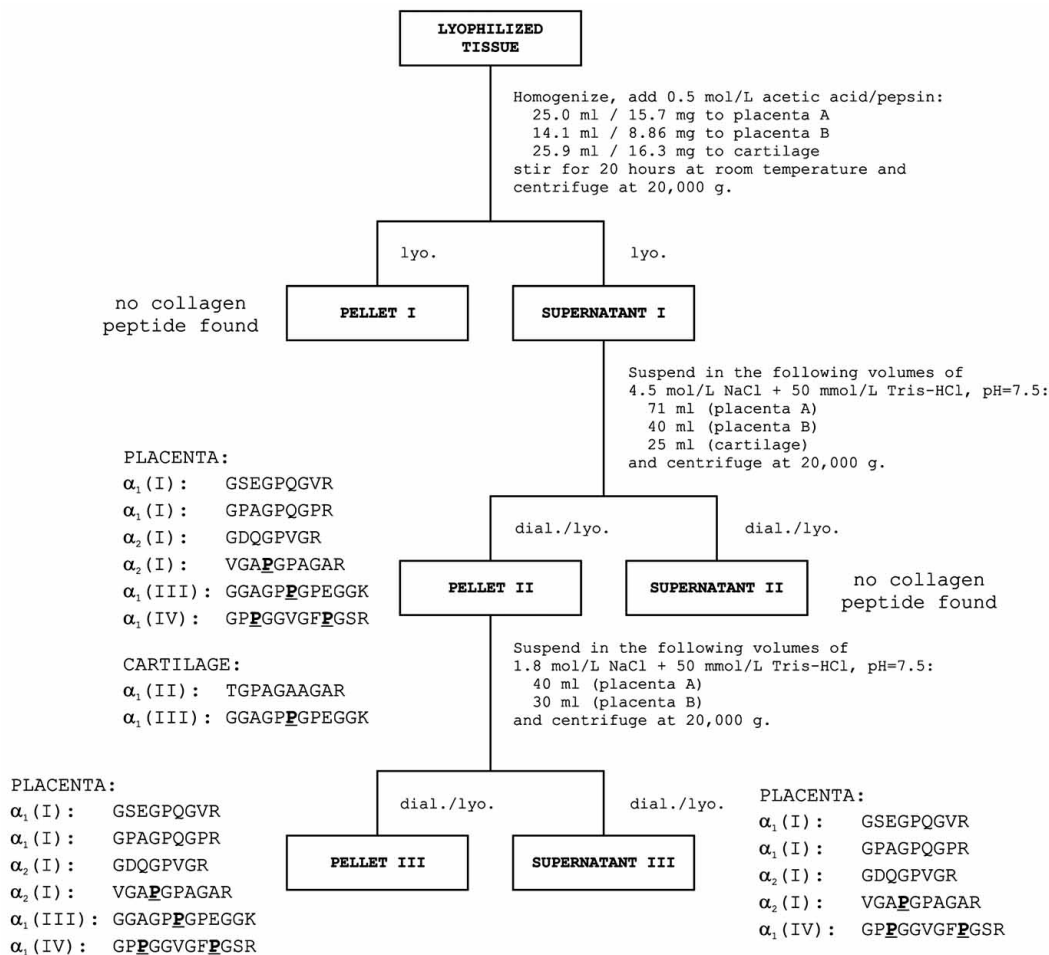 LYOPHILIZED
TISSUE
Homogenize, add 0.5 mol/L acetic acid/pepsin:
25.0 ml / 15.7 mg to placenta A
14.1 ml / 8.86 mg to placenta B
25.9 ml / 16.3 mg to cartilage
stir for 20 hours at room temperature and
centrifuge at 20,000 g.
lyo.
lyo.
no collagen
peptide found
PELLET I
SUPERNATANT I
Suspend in the following volumes of
4.5 mol/L NaCl + 50 mmol/L Tris-HCl, pH=7.5:
71 ml (placenta A)
40 ml (placenta B)
25 ml (cartilage)
and centrifuge at 20,000 g.
PLACENTA:
α₁(I): GSEGPQGVR
α₁(I): GPAGPQGPR
α₂(I): GDQGPVGR
α₂(I): VGAPGPAGAR
α₁(III): GGAGPPGPEGGK
α₁(IV): GPPGGVGFPGSR
CARTILAGE:
α₁(II): TGPAGAAGAR
α₁(III): GGAGPPGPEGGK
dial./lyo.
dial./lyo.
PELLET II
SUPERNATANT II
no collagen
peptide found
Suspend in the following volumes of
1.8 mol/L NaCl + 50 mmol/L Tris-HCl, pH=7.5:
40 ml (placenta A)
30 ml (placenta B)
and centrifuge at 20,000 g.
PLACENTA:
α₁(I): GSEGPQGVR
α₁(I): GPAGPQGPR
α₂(I): GDQGPVGR
α₂(I): VGAPGPAGAR
α₁(III): GGAGPPGPEGGK
α₁(IV): GPPGGVGFPGSR
dial./lyo.
dial./lyo.
PELLET III
SUPERNATANT III
PLACENTA:
α₁(I): GSEGPQGVR
α₁(I): GPAGPQGPR
α₂(I): GDQGPVGR
α₂(I): VGAPGPAGAR
α₁(IV): GPPGGVGFPGSR